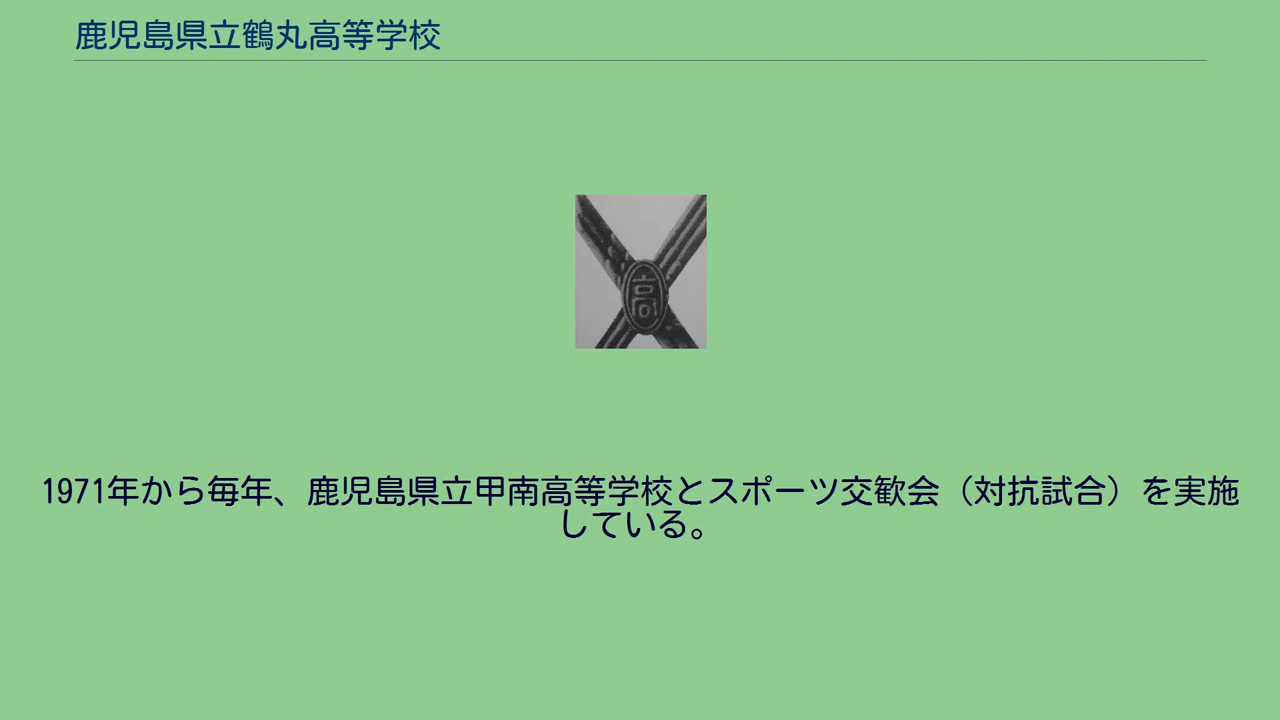 鹿児島県立鶴丸高等学校
高
1971年から毎年、鹿児島県立甲南高等学校とスポーツ交歓会（対抗試合）を実施
している。